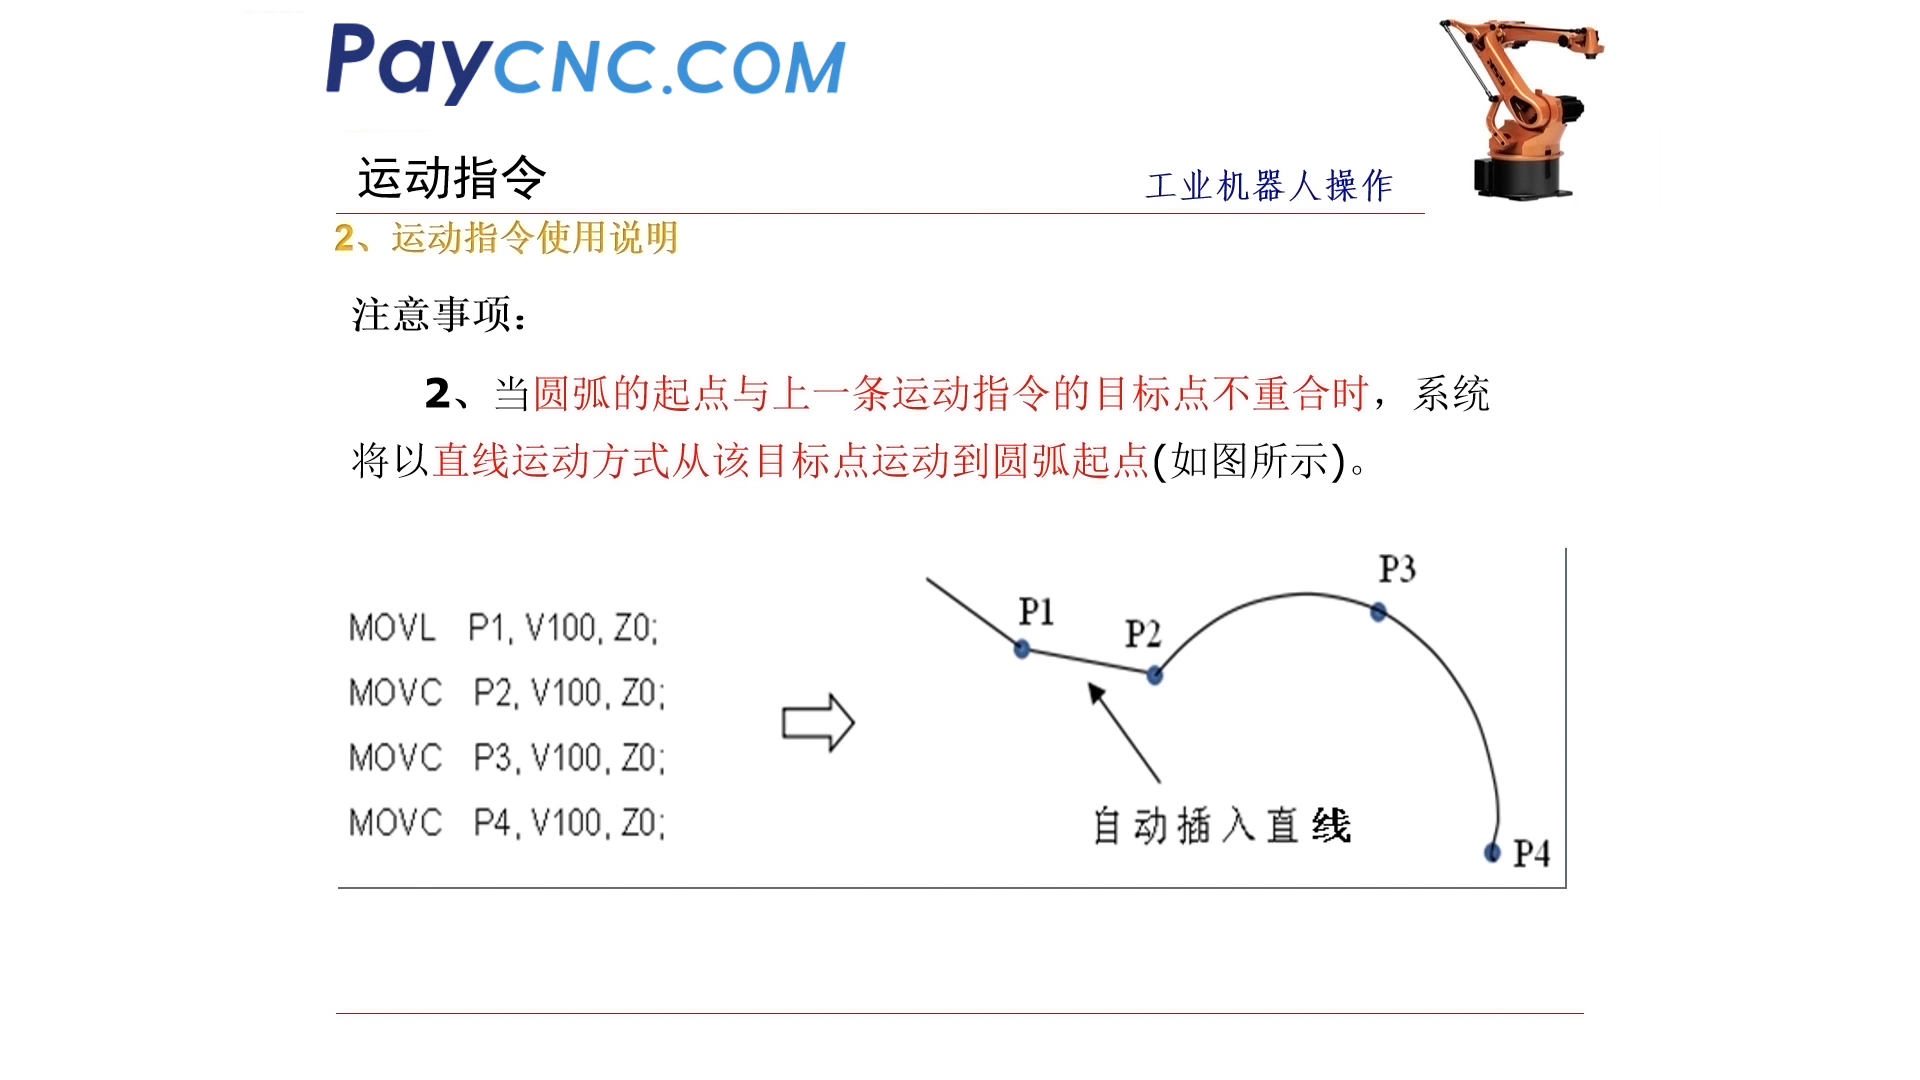 PayCNC.COM
运动指令
工业机器人操作
2、运动指令使用说明
注意事项：
2、当圆弧的起点与上一条运动指令的目标点不重合时，系统
将以直线运动方式从该目标点运动到圆弧起点(如图所示)。
MOVL P1, V100, Z0;
MOVC P2, V100, Z0;
MOVC P3, V100, Z0;
MOVC P4, V100, Z0;
P1
P2
P3
自动插入直线
P4